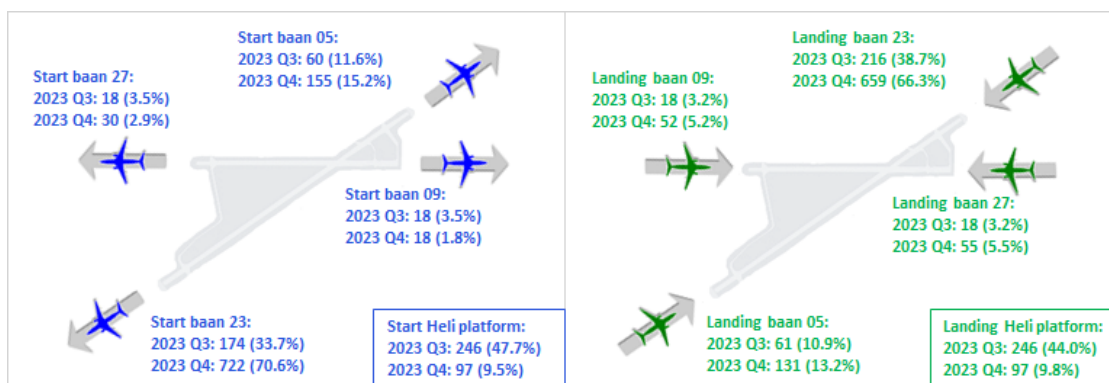 Start baan 05:
2023 Q3: 60 (11.6%)
2023 Q4: 155 (15.2%)
Start baan 27:
2023 Q3: 18 (3.5%)
2023 Q4: 30 (2.9%)
Start baan 09:
2023 Q3: 18 (3.5%)
2023 Q4: 18 (1.8%)
Start baan 23:
2023 Q3: 174 (33.7%)
2023 Q4: 722 (70.6%)
Start Heli platform:
2023 Q3: 246 (47.7%)
2023 Q4: 97 (9.5%)
Landing baan 23:
2023 Q3: 216 (38.7%)
2023 Q4: 659 (66.3%)
Landing baan 09:
2023 Q3: 18 (3.2%)
2023 Q4: 52 (5.2%)
Landing baan 27:
2023 Q3: 18 (3.2%)
2023 Q4: 55 (5.5%)
Landing baan 05:
2023 Q3: 61 (10.9%)
2023 Q4: 131 (13.2%)
Landing Heli platform:
2023 Q3: 246 (44.0%)
2023 Q4: 97 (9.8%)